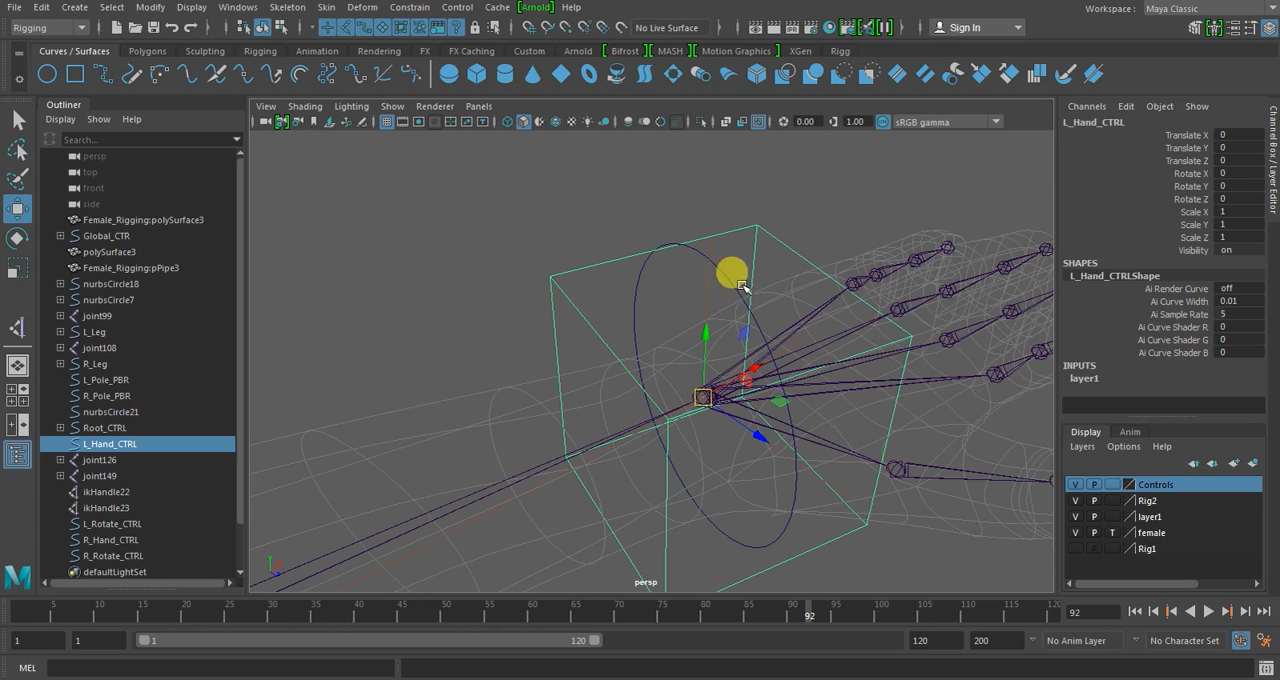 File Edit Create Select Modify Display Windows Skeleton Skin Deform Constrain Control Cache [Arnold] Help
Workspace : Maya Classic
Rigging
No Live Surface
Sign In
Curves / Surfaces Polygons Sculpting Rigging Animation Rendering FX FX Caching Custom Arnold [ Bifrost ] [ MASH ] [ Motion Graphics ] XGen Rigg
Outliner
Display Show Help
Search...
persp
top
front
side
Female_Rigging:polySurface3
Global_CTR
polySurface3
Female_Rigging:pPipe3
nurbsCircle18
nurbsCircle7
joint99
L_Leg
joint108
R_Leg
L_Pole_PBR
R_Pole_PBR
nurbsCircle21
Root_CTRL
L_Hand_CTRL
joint126
joint149
ikHandle22
ikHandle23
L_Rotate_CTRL
R_Hand_CTRL
R_Rotate_CTRL
defaultLightSet
View Shading Lighting Show Renderer Panels
0.00 1.00 sRGB gamma
persp
y
Channels Edit Object Show
L_Hand_CTRL
Translate X 0
Translate Y 0
Translate Z 0
Rotate X 0
Rotate Y 0
Rotate Z 0
Scale X 1
Scale Y 1
Scale Z 1
Visibility on
SHAPES
L_Hand_CTRLShape
Ai Render Curve off
Ai Curve Width 0.01
Ai Sample Rate 5
Ai Curve Shader R 0
Ai Curve Shader G 0
Ai Curve Shader B 0
INPUTS
layer1
Display Anim
Layers Options Help
V P Controls
V P Rig2
V P layer1
V P T female
P Rig1
Channel Box / Layer Editor
5 10 15 20 25 30 35 40 45 50 55 60 65 70 75 80 85 90 92 95 100 105 110 115 120
92
1 1 1 120 120 200 No Anim Layer No Character Set
MEL